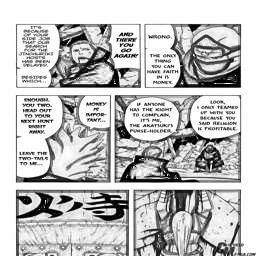 IT'S
BECAUSE
OF YOUR
SIDE JOB
THAT OUR
SEARCH
FOR THE
JINCHUURIKI
HOSTS
HAS BEEN
DELAYED.
BESIDES
WHICH...
AND THERE
YOU GO
AGAIN!
WRONG.
THE ONLY
THING
YOU CAN
HAVE FAITH
IN IS
MONEY.
ENOUGH,
YOU TWO.
HEAD OUT
TO YOUR
NEXT HUNT
RIGHT
AWAY.
LEAVE THE
TWO-TAILS
TO ME...
MONEY IS
IMPOR-
TANT...
IF ANYONE
HAS THE RIGHT
TO COMPLAIN,
IT'S ME,
THE
AKATSUKI'S
PURSE-HOLDER.
LOOK,
I ONLY TEAMED
UP WITH YOU
BECAUSE YOU
SAID RELIGION
IS PROFITABLE.